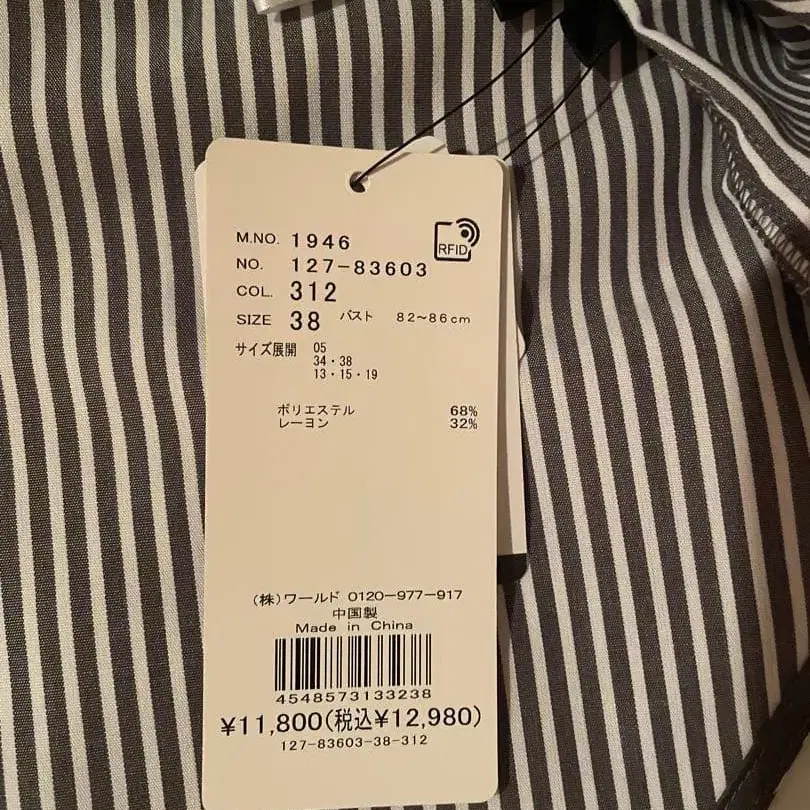 M.NO. 1946
RFID
NO. 127-83603
COL. 312
SIZE 38 バスト 82～86cm
サイズ展開 05
34・38
13・15・19
ポリエステル 68%
レーヨン 32%
(株)ワールド 0120-977-917
中国製
Made in China
4548573133238
¥11,800(税込¥12,980)
127-83603-38-312